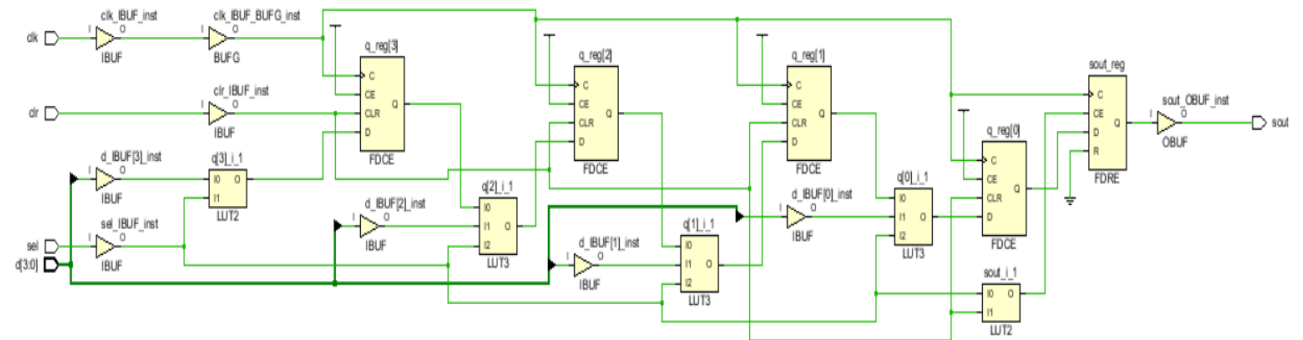 clk_IBUF_inst
clk_IBUF_BUFG_inst
clk
I
O
IBUF
I
O
BUFG
q_reg[3]
C
CE
CLR
D
Q
FDCE
q_reg[2]
C
CE
CLR
D
Q
FDCE
q_reg[1]
C
CE
CLR
D
Q
FDCE
sout_reg
C
CE
D
R
Q
FDRE
sout_OBUF_inst
I
O
OBUF
sout
clr
clr_IBUF_inst
I
O
IBUF
q_reg[0]
C
CE
CLR
D
Q
FDCE
d_IBUF[3]_inst
I
O
IBUF
q[3]_i_1
I0
I1
O
LUT2
sel_IBUF_inst
sel
I
O
IBUF
d[3:0]
d_IBUF[2]_inst
I
O
IBUF
q[2]_i_1
I0
I1
I2
O
LUT3
d_IBUF[1]_inst
I
O
IBUF
q[1]_i_1
I0
I1
I2
O
LUT3
d_IBUF[0]_inst
I
O
IBUF
q[0]_i_1
I0
I1
I2
O
LUT3
sout_i_1
I0
I1
O
LUT2